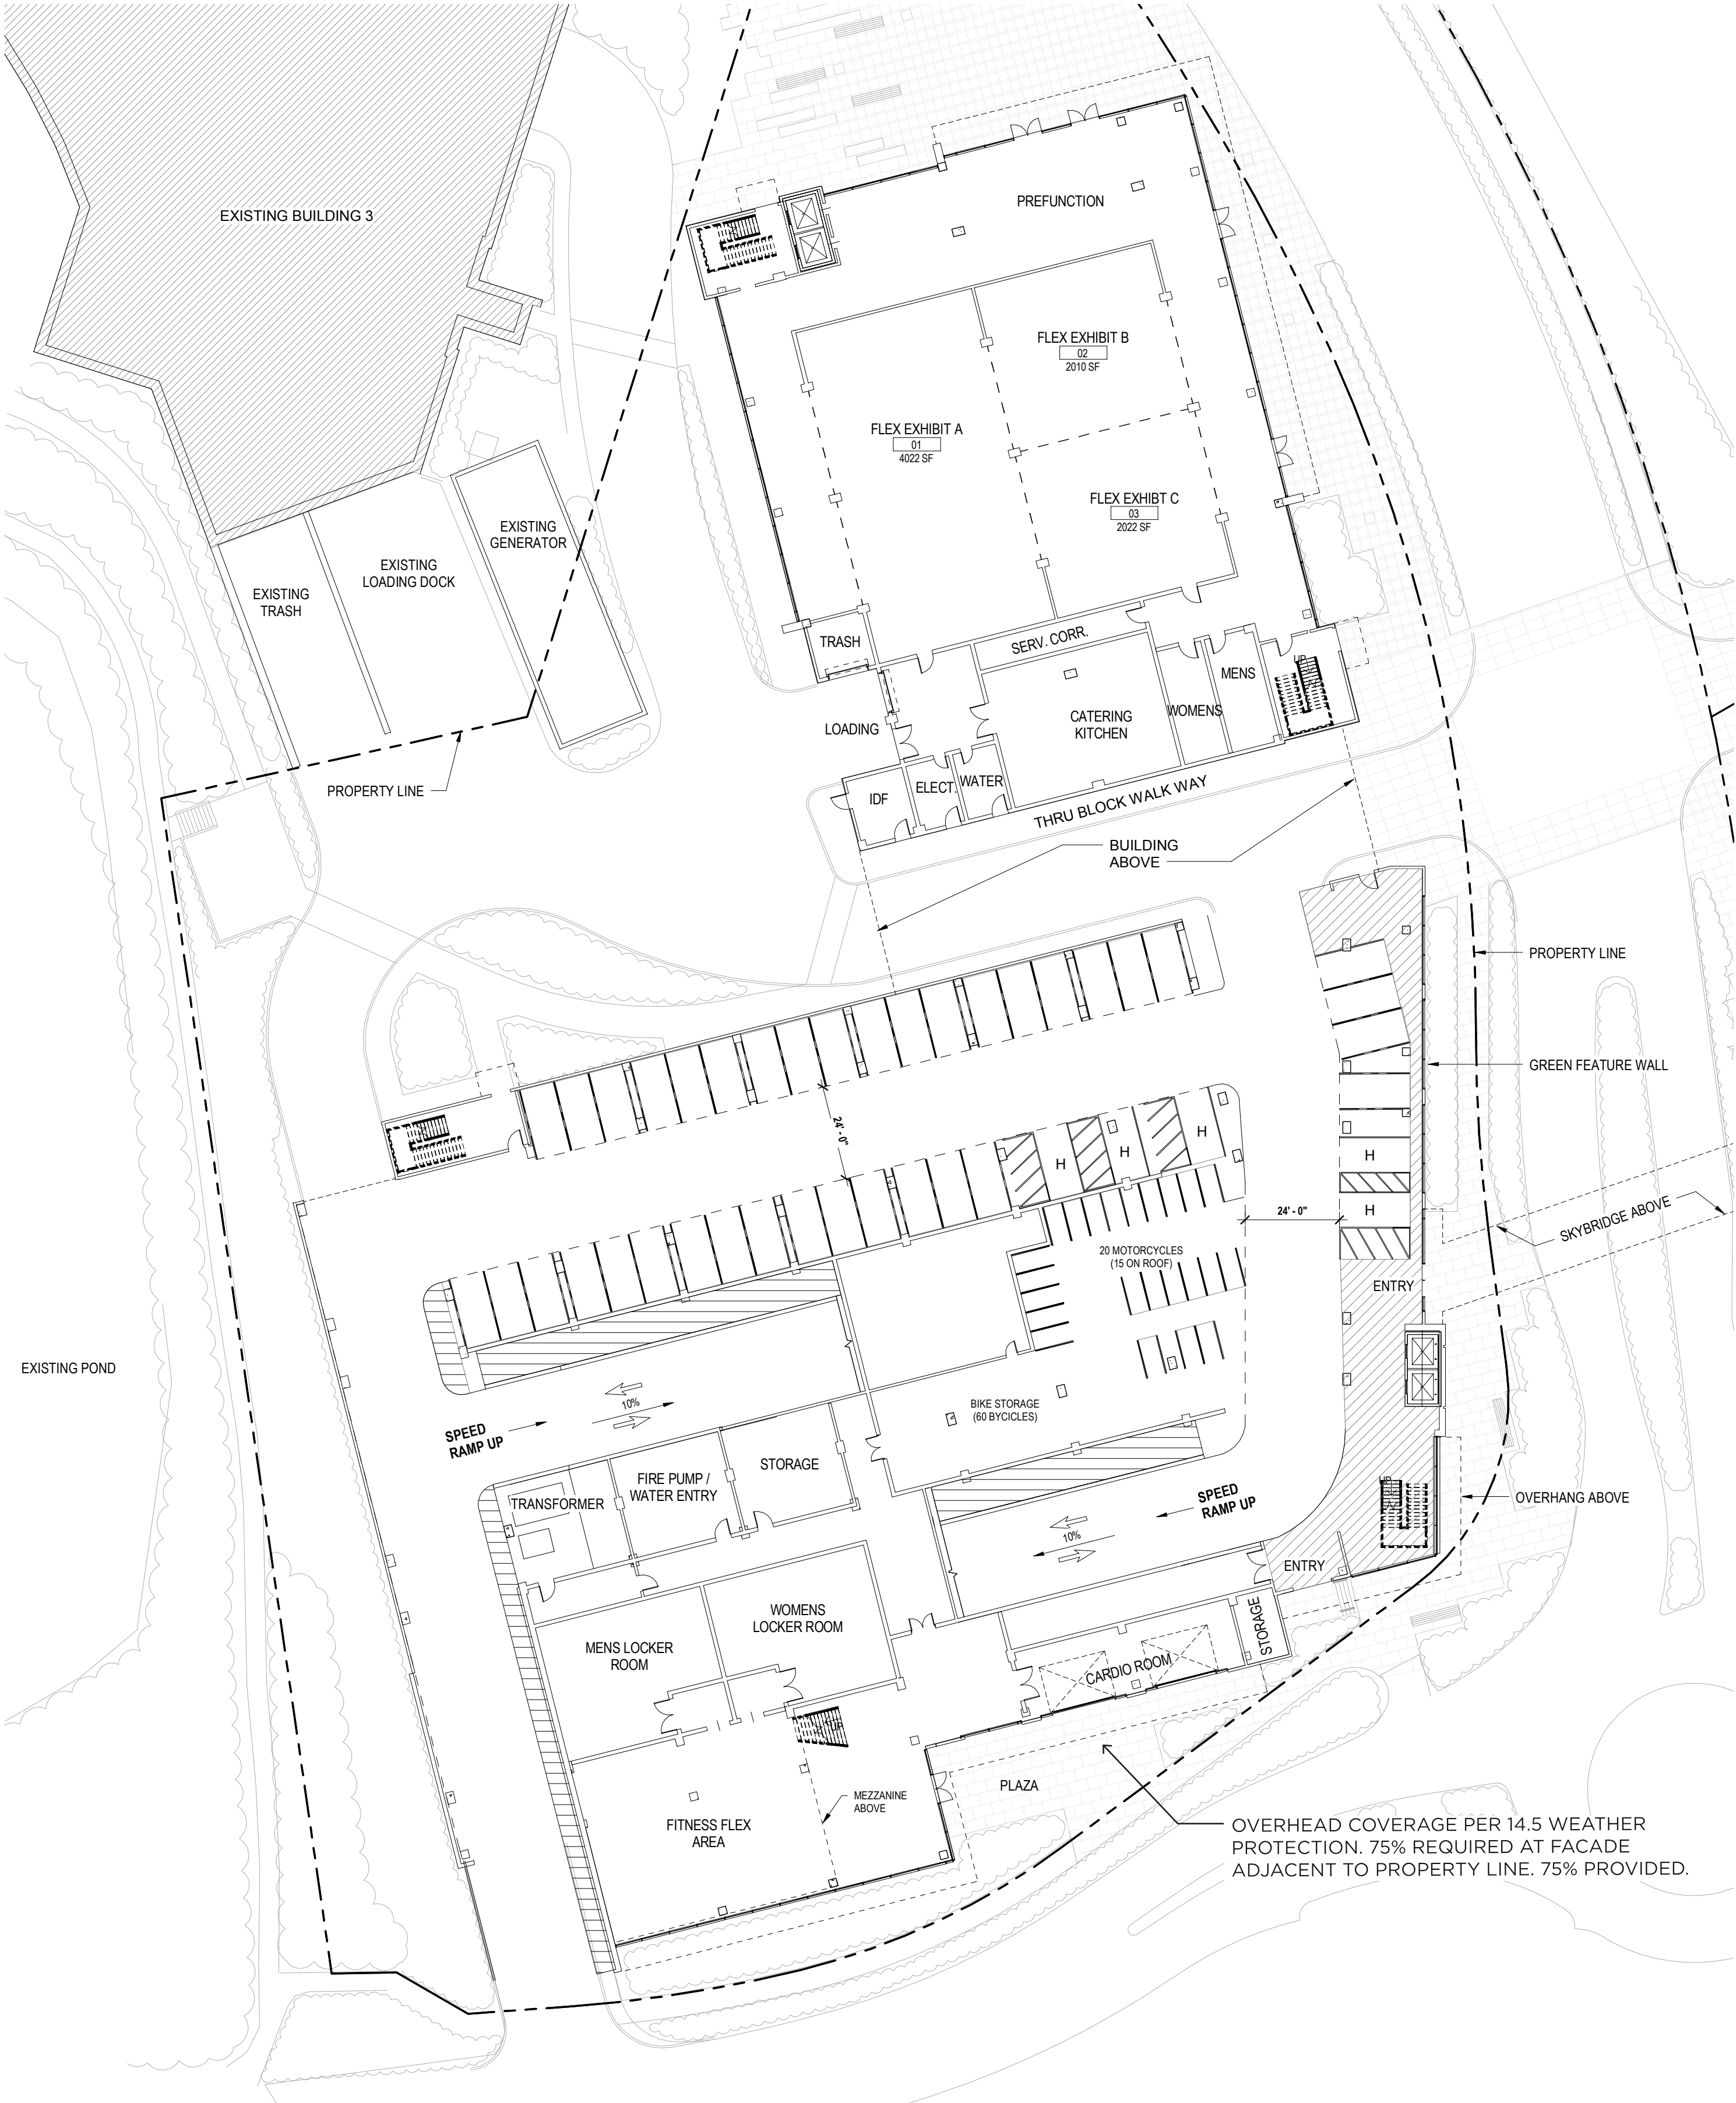 EXISTING BUILDING 3
PREFUNCTION
FLEX EXHIBIT B
02
2010 SF
FLEX EXHIBIT A
01
4022 SF
FLEX EXHIBT C
03
2022 SF
EXISTING
GENERATOR
EXISTING
LOADING DOCK
EXISTING
TRASH
TRASH
SERV. CORR.
MENS
UP
WOMENS
CATERING
KITCHEN
LOADING
IDF
ELECT.
WATER
THRU BLOCK WALK WAY
PROPERTY LINE
BUILDING
ABOVE
PROPERTY LINE
GREEN FEATURE WALL
24' - 0"
H
H
H
H
H
24' - 0"
SKYBRIDGE ABOVE
20 MOTORCYCLES
(15 ON ROOF)
ENTRY
EXISTING POND
10%
SPEED
RAMP UP
BIKE STORAGE
(60 BYCICLES)
STORAGE
FIRE PUMP /
WATER ENTRY
TRANSFORMER
SPEED
RAMP UP
10%
UP
OVERHANG ABOVE
ENTRY
WOMENS
LOCKER ROOM
MENS LOCKER
ROOM
STORAGE
CARDIO ROOM
UP
MEZZANINE
ABOVE
PLAZA
FITNESS FLEX
AREA
OVERHEAD COVERAGE PER 14.5 WEATHER
PROTECTION. 75% REQUIRED AT FACADE
ADJACENT TO PROPERTY LINE. 75% PROVIDED.